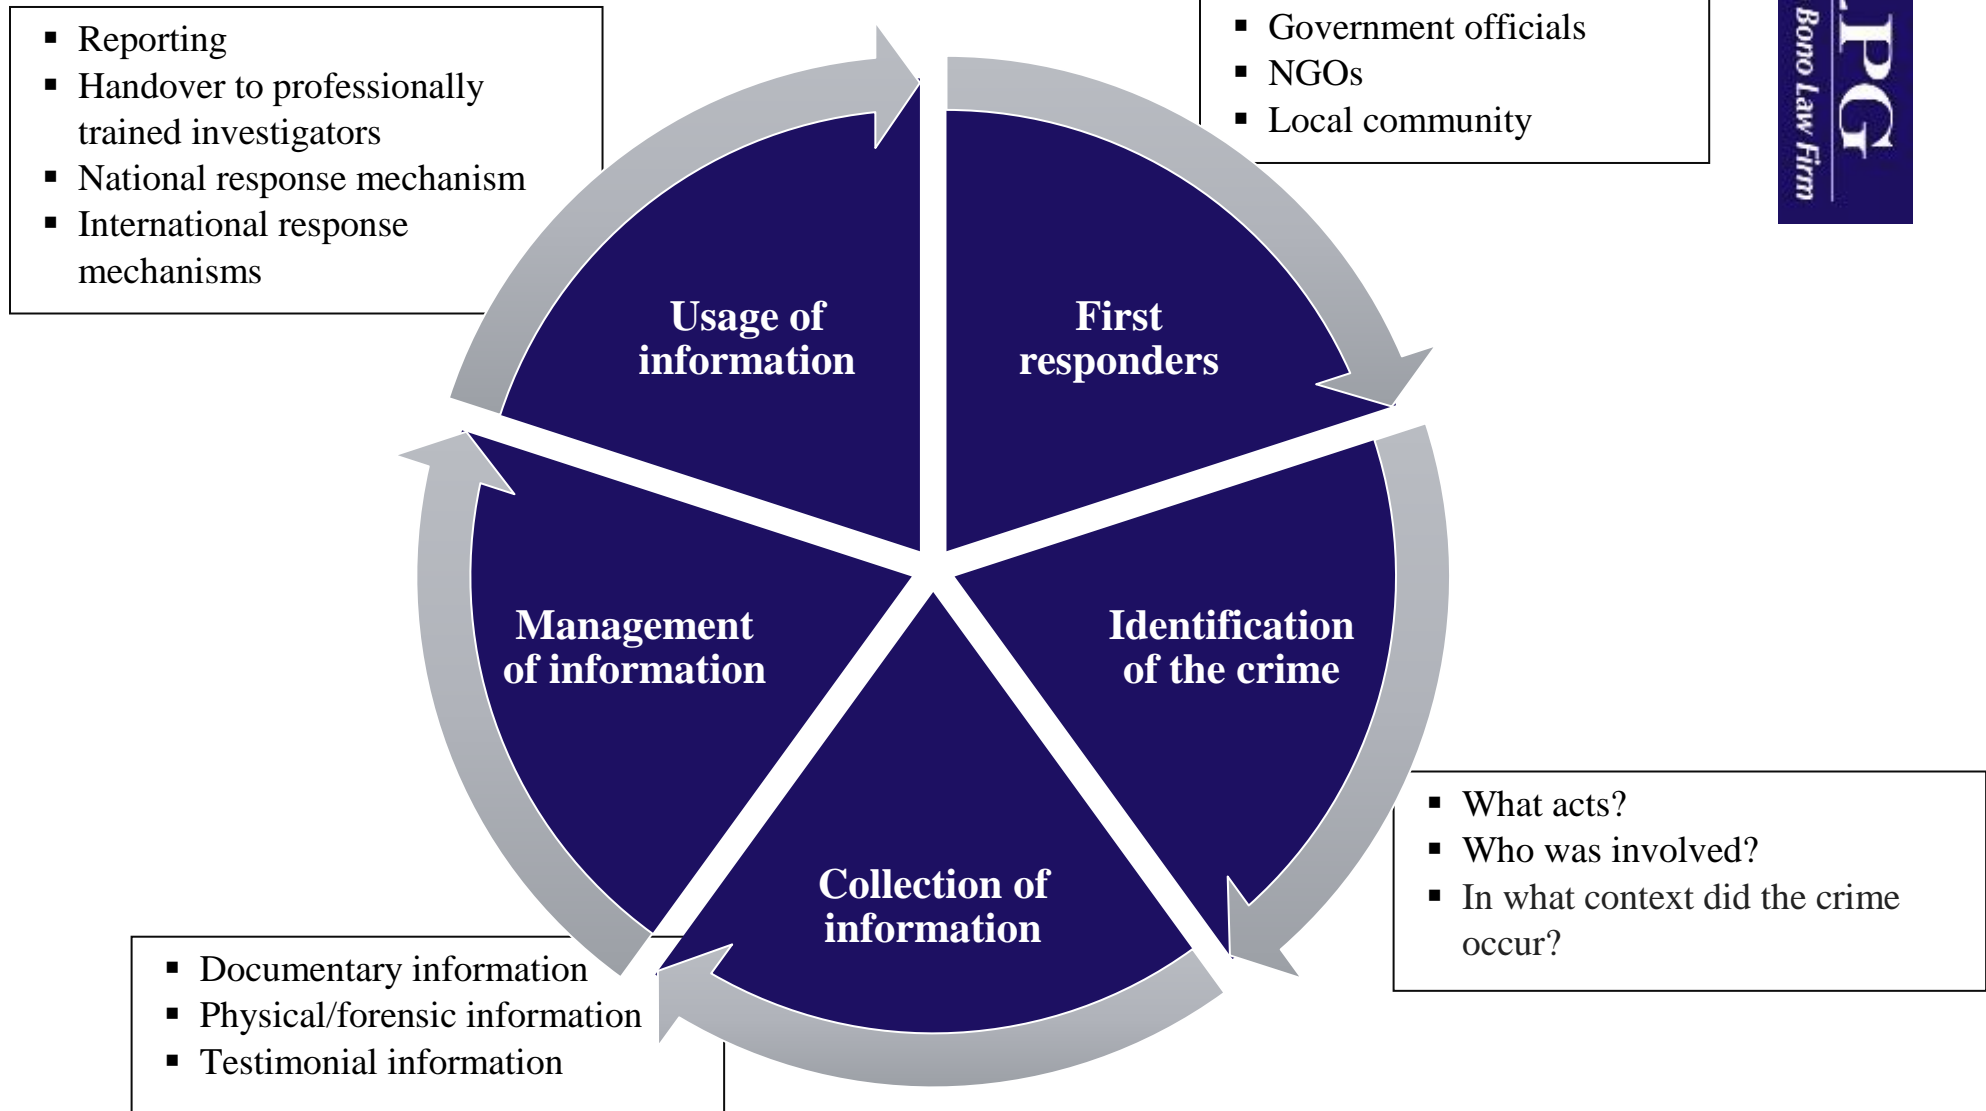 ▪ Reporting
▪ Handover to professionally
trained investigators
▪ National response mechanism
▪ International response
mechanisms
▪ Government officials
▪ NGOs
▪ Local community
PG
Bono Law Firm
Usage of
information
First
responders
Management
of information
Identification
of the crime
Collection of
information
▪ What acts?
▪ Who was involved?
▪ In what context did the crime
occur?
▪ Documentary information
▪ Physical/forensic information
▪ Testimonial information